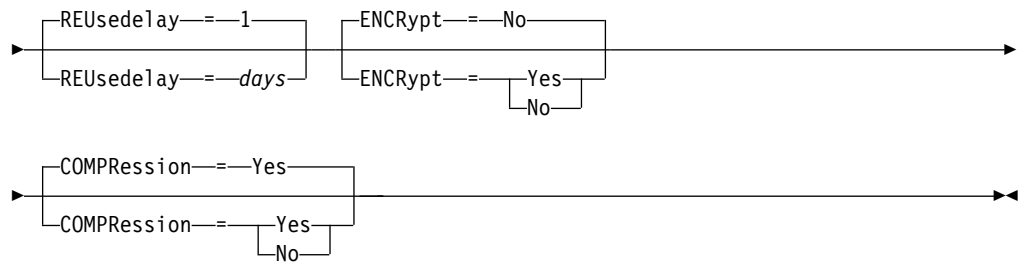 REUsedelay = 1 ENCRypt = No
REUsedelay = days ENCRypt = Yes
No
COMPRession = Yes
COMPRession = Yes
No